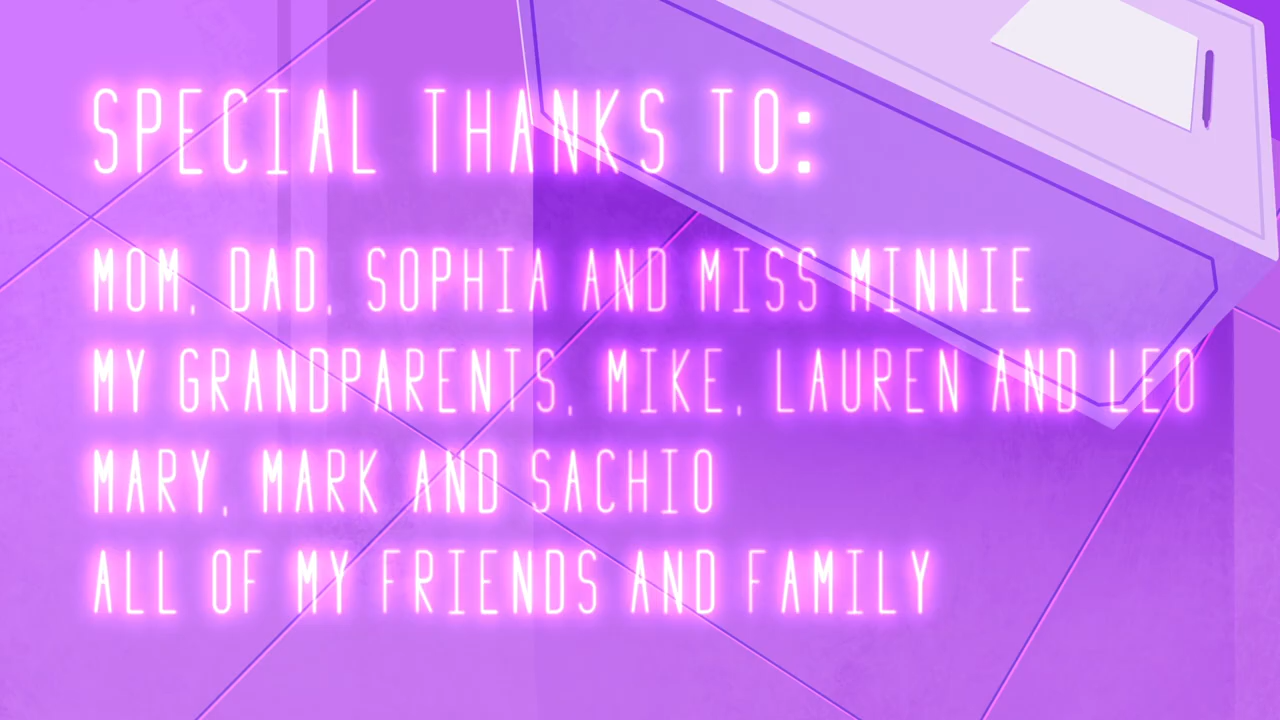 SPECIAL THANKS TO:
MOM, DAD, SOPHIA AND MISS MINNIE
MY GRANDPARENTS, MIKE, LAUREN AND LEO
MARY, MARK AND SACHIO
ALL OF MY FRIENDS AND FAMILY